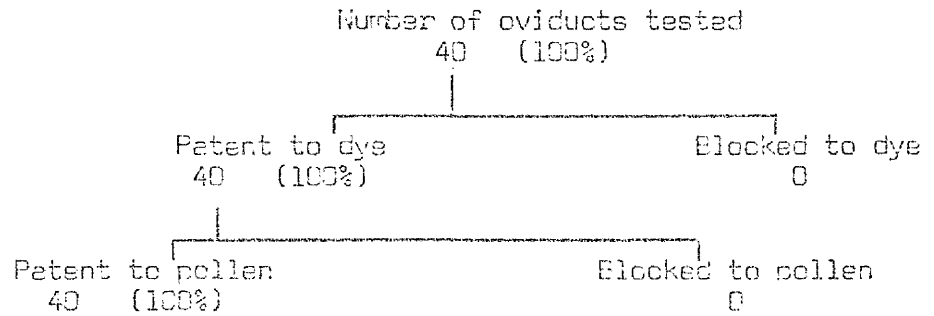 Number of oviducts tested
40 (100%)
Patent to dye Blocked to dye
40 (100%) 0
Patent to pollen Blocked to pollen
40 (100%) 0